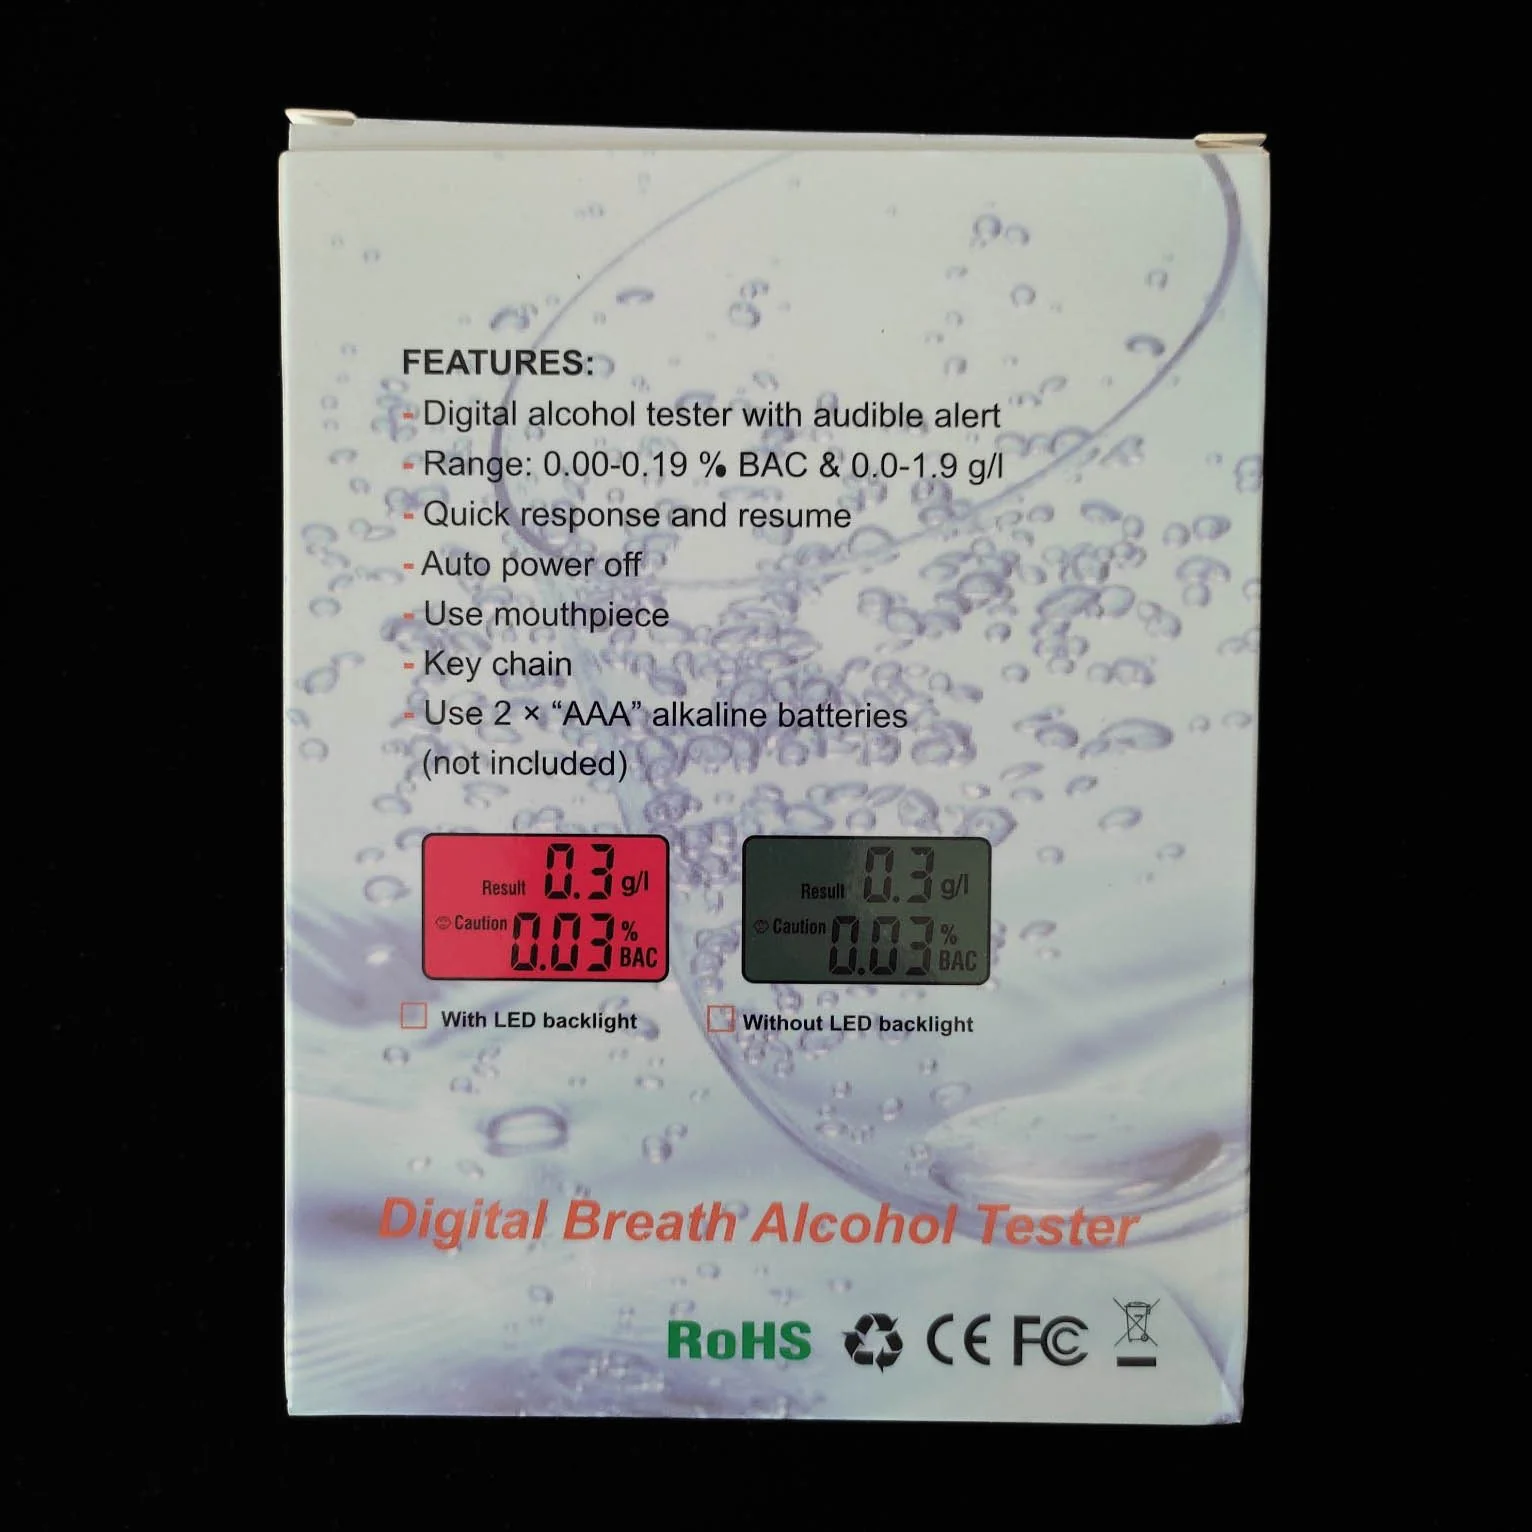 FEATURES:
- Digital alcohol tester with audible alert
- Range: 0.00-0.19 % BAC & 0.0-1.9 g/l
- Quick response and resume
- Auto power off
- Use mouthpiece
- Key chain
- Use 2 × “AAA” alkaline batteries
(not included)
Result 0.3 g/l
Caution 0.03 % BAC
With LED backlight
Result 0.3 g/l
Caution 0.03 % BAC
Without LED backlight
Digital Breath Alcohol Tester
RoHS CE FC